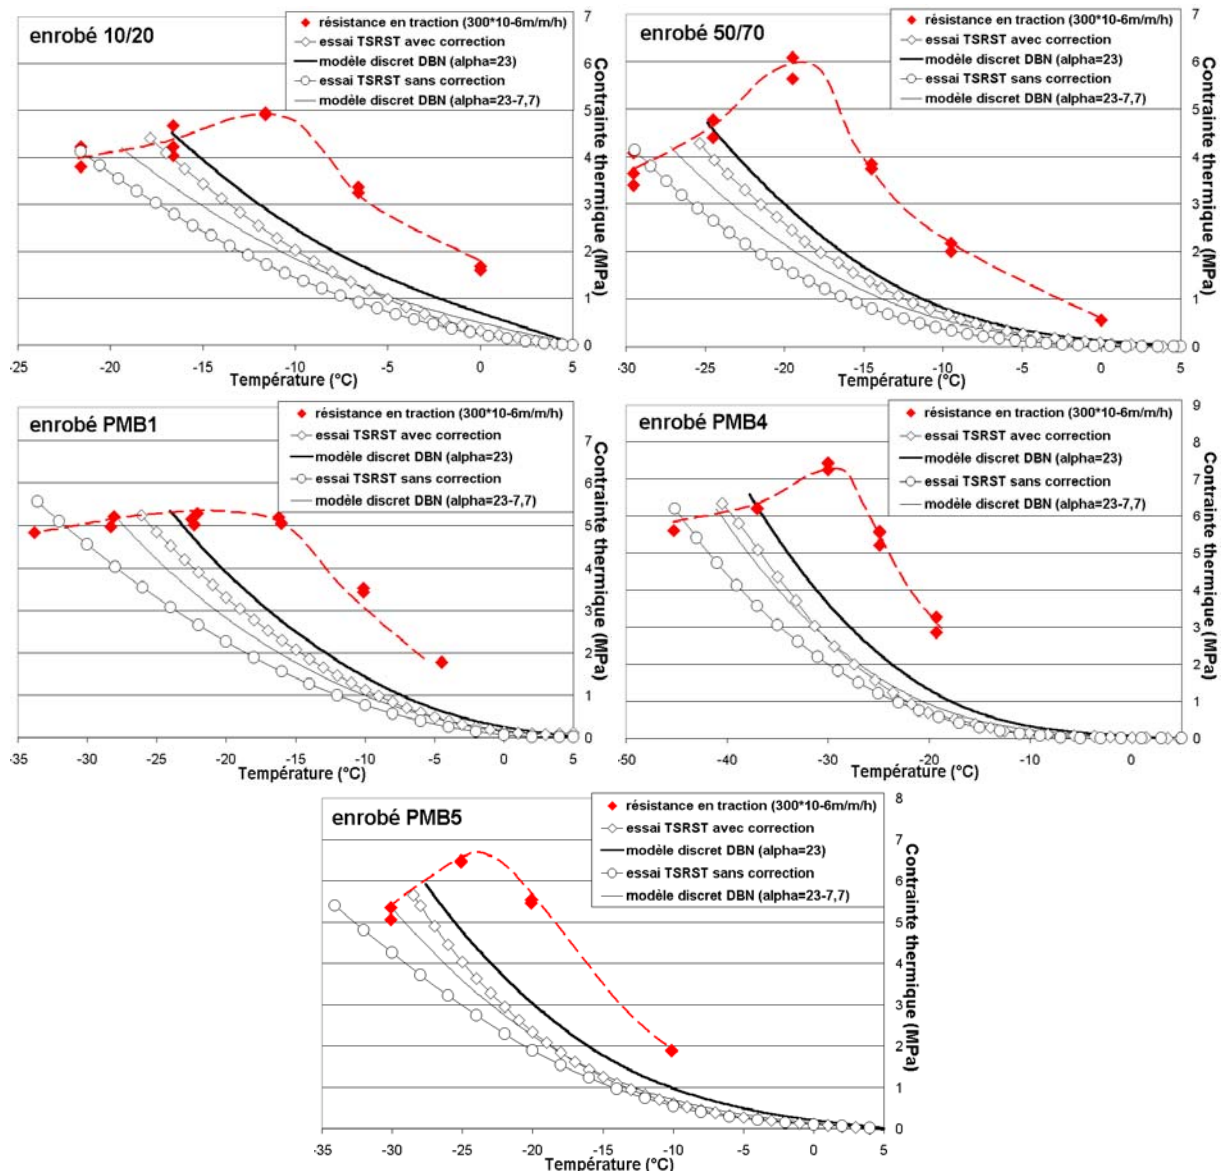 enrobé 10/20
résistance en traction (300*10-6m/m/h)
essai TSRST avec correction
modèle discret DBN (alpha=23)
essai TSRST sans correction
modèle discret DBN (alpha=23-7,7)
7
6
5
4
3
2
1
0
Contrainte thermique (MPa)
-25
-20
-15
-10
-5
0
5
Température (°C)
enrobé 50/70
résistance en traction (300*10-6m/m/h)
essai TSRST avec correction
modèle discret DBN (alpha=23)
essai TSRST sans correction
modèle discret DBN (alpha=23-7,7)
7
6
5
4
3
2
1
0
Contrainte thermique (MPa)
-30
-25
-20
-15
-10
-5
0
5
Température (°C)
enrobé PMB1
résistance en traction (300*10-6m/m/h)
essai TSRST avec correction
modèle discret DBN (alpha=23)
essai TSRST sans correction
modèle discret DBN (alpha=23-7,7)
7
6
5
4
3
2
1
0
Contrainte thermique (MPa)
-35
-30
-25
-20
-15
-10
-5
0
5
Température (°C)
enrobé PMB4
résistance en traction (300*10-6m/m/h)
essai TSRST avec correction
modèle discret DBN (alpha=23)
essai TSRST sans correction
modèle discret DBN (alpha=23-7,7)
9
8
7
6
5
4
3
2
1
0
Contrainte thermique (MPa)
-50
-40
-30
-20
-10
0
Température (°C)
enrobé PMB5
résistance en traction (300*10-6m/m/h)
essai TSRST avec correction
modèle discret DBN (alpha=23)
essai TSRST sans correction
modèle discret DBN (alpha=23-7,7)
8
7
6
5
4
3
2
1
0
Contrainte thermique (MPa)
-35
-30
-25
-20
-15
-10
-5
0
5
Température (°C)